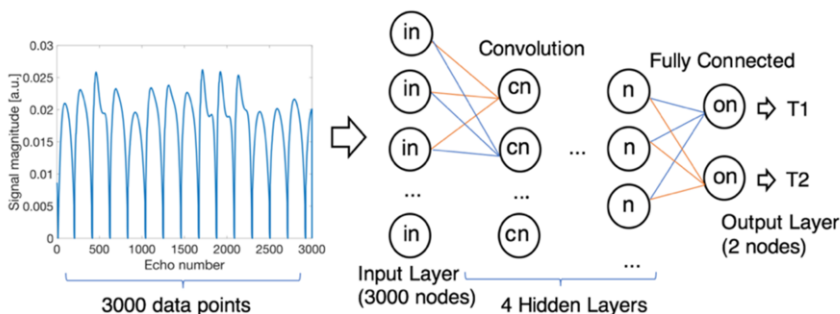 0.03
0.025
0.02
0.015
0.01
0.005
0
Signal magnitude [a.u.]
0 500 1000 1500 2000 2500 3000
Echo number
3000 data points
in
in
in
...
in
Input Layer
(3000 nodes)
Convolution
cn
cn
...
cn
...
4 Hidden Layers
n
n
n
...
Fully Connected
on
T1
on
T2
Output Layer
(2 nodes)